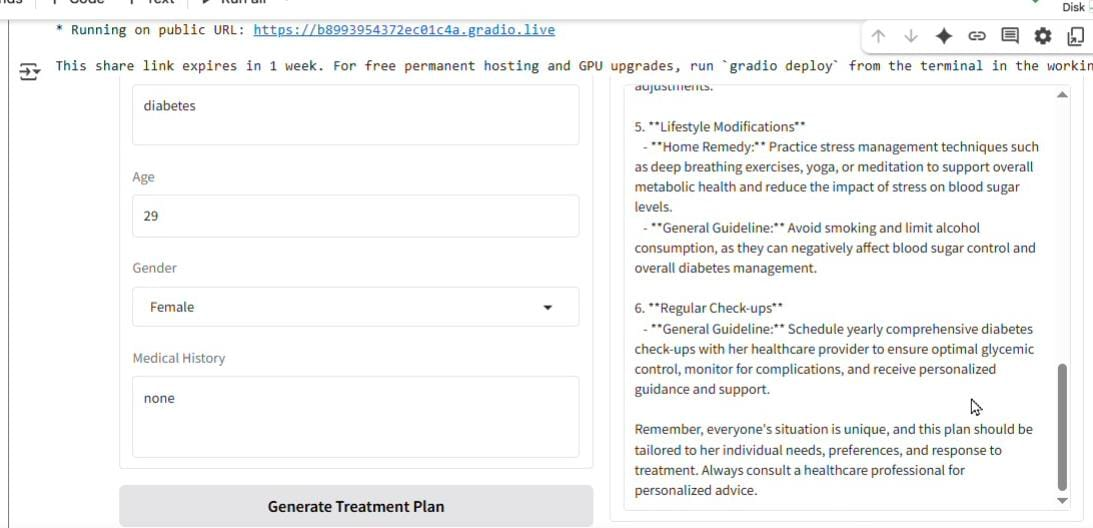 + Code + Text ▷ Run all
Disk
* Running on public URL: https://b8993954372ec01c4a.gradio.live
This share link expires in 1 week. For free permanent hosting and GPU upgrades, run `gradio deploy` from the terminal in the workin
diabetes
Age
29
Gender
Female
Medical History
none
Generate Treatment Plan
adjustments.
5. **Lifestyle Modifications**
- **Home Remedy:** Practice stress management techniques such
as deep breathing exercises, yoga, or meditation to support overall
metabolic health and reduce the impact of stress on blood sugar
levels.
- **General Guideline:** Avoid smoking and limit alcohol
consumption, as they can negatively affect blood sugar control and
overall diabetes management.
6. **Regular Check-ups**
- **General Guideline:** Schedule yearly comprehensive diabetes
check-ups with her healthcare provider to ensure optimal glycemic
control, monitor for complications, and receive personalized
guidance and support.
Remember, everyone's situation is unique, and this plan should be
tailored to her individual needs, preferences, and response to
treatment. Always consult a healthcare professional for
personalized advice.